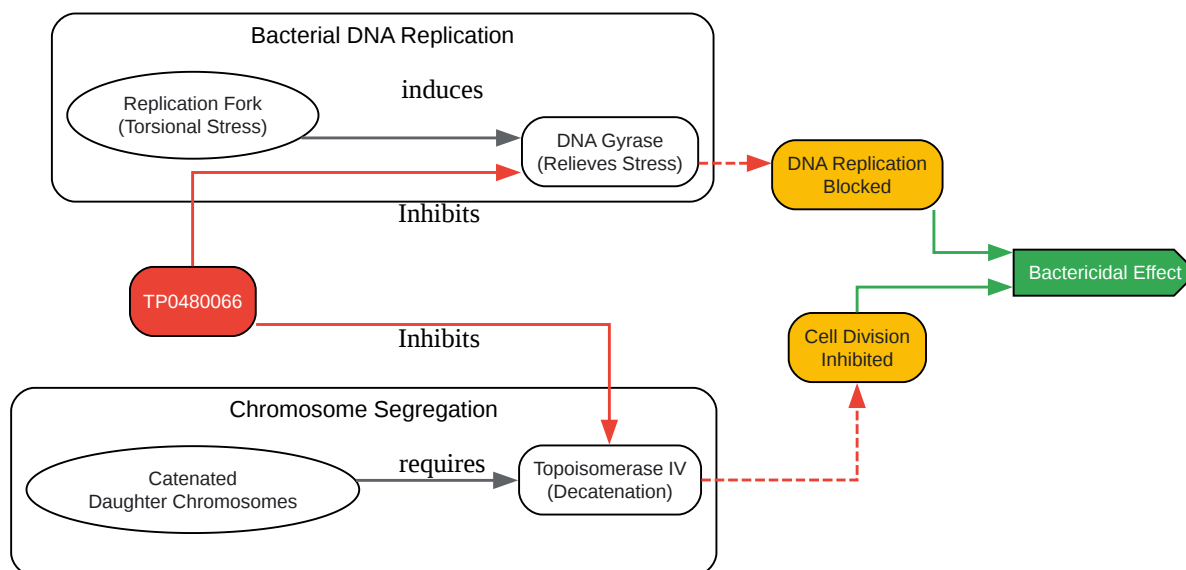 Bacterial DNA Replication
Replication Fork
(Torsional Stress)
induces
DNA Gyrase
(Relieves Stress)
DNA Replication
Blocked
Inhibits
Bactericidal Effect
TP0480066
Inhibits
Cell Division
Inhibited
Chromosome Segregation
Catenated
Daughter Chromosomes
requires
Topoisomerase IV
(Decatenation)